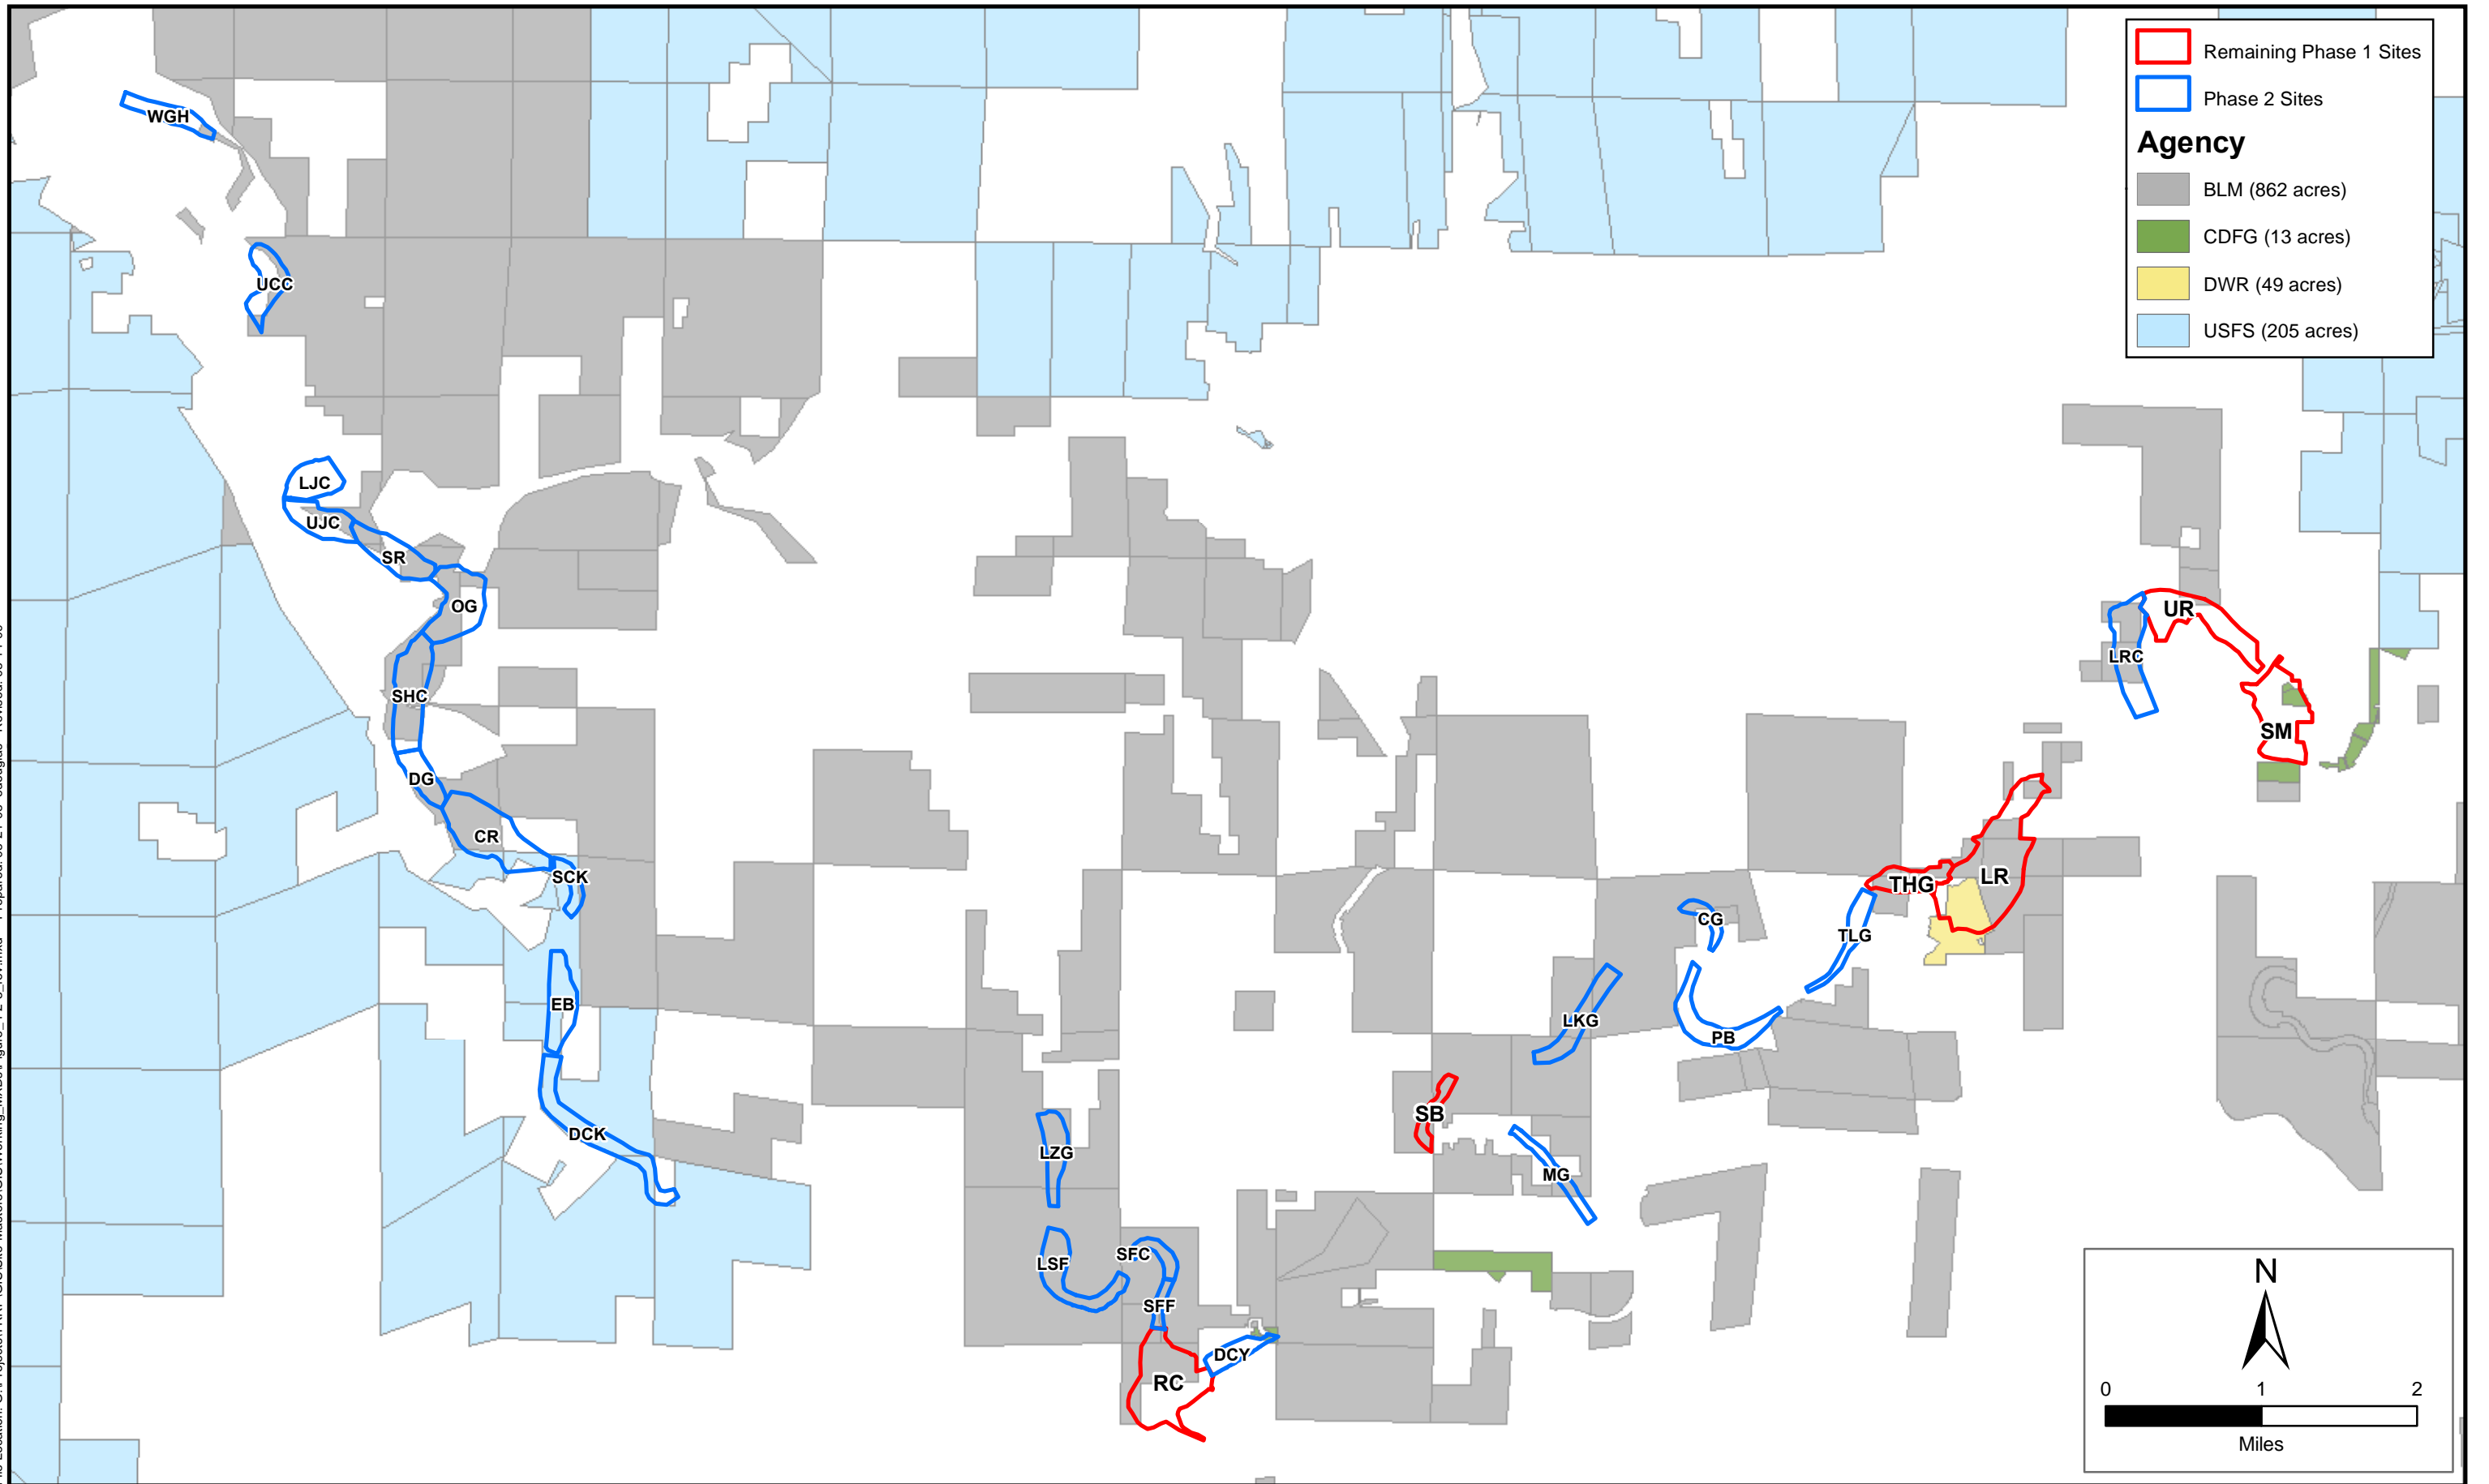 Remaining Phase 1 Sites
Phase 2 Sites
Agency
BLM (862 acres)
CDFG (13 acres)
DWR (49 acres)
USFS (205 acres)
WGH
UCC
LJC
UJC
SR
OG
SHC
DG
CR
SCK
EB
DCK
LZG
LSF
SFC
SFF
DCY
RC
SB
MG
LKG
CG
PB
TLG
THG
LR
LRC
UR
SM
N
0 1 2
Miles